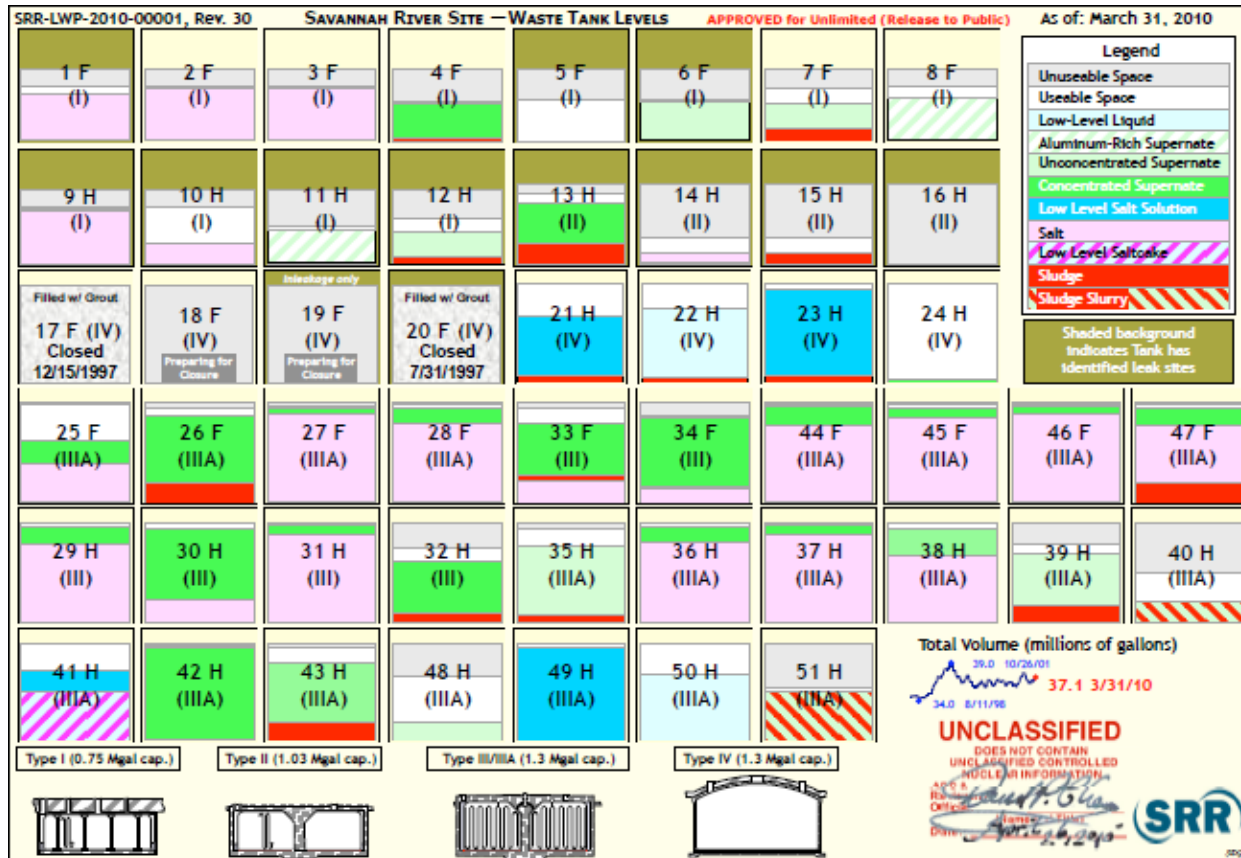 SRR-LWP-2010-00001, Rev. 30 SAVANNAH RIVER SITE — WASTE TANK LEVELS APPROVED for Unlimited (Release to Public) As of: March 31, 2010
Legend
Unuseable Space
Useable Space
Low-Level Liquid
Aluminum-Rich Supernate
Unconcentrated Supernate
Concentrated Supernate
Low Level Salt Solution
Salt
Low Level Saltcake
Sludge
Sludge Slurry
Shaded background
indicates Tank has
identified leak sites
1 F 2 F 3 F 4 F 5 F 6 F 7 F 8 F
(I) (I) (I) (I) (I) (I) (I) (I)
9 H 10 H 11 H 12 H 13 H 14 H 15 H 16 H
(I) (I) (I) (I) (II) (II) (II) (II)
Inleakage only
Filled w/ Grout Filled w/ Grout
17 F (IV) 18 F 19 F 20 F (IV) 21 H 22 H 23 H 24 H
Closed (IV) (IV) Closed (IV) (IV) (IV) (IV)
12/15/1997 Preparing for Closure Preparing for Closure 7/31/1997
25 F 26 F 27 F 28 F 33 F 34 F 44 F 45 F 46 F 47 F
(IIIA) (IIIA) (IIIA) (IIIA) (III) (III) (IIIA) (IIIA) (IIIA) (IIIA)
29 H 30 H 31 H 32 H 35 H 36 H 37 H 38 H 39 H 40 H
(III) (III) (III) (III) (IIIA) (IIIA) (IIIA) (IIIA) (IIIA) (IIIA)
41 H 42 H 43 H 48 H 49 H 50 H 51 H
(IIIA) (IIIA) (IIIA) (IIIA) (IIIA) (IIIA) (IIIA)
Total Volume (millions of gallons)
39.0 10/26/01
37.1 3/31/10
34.0 8/11/98
UNCLASSIFIED
DOES NOT CONTAIN
UNCLASSIFIED CONTROLLED
NUCLEAR INFORMATION
SRR
Type I (0.75 Mgal cap.) Type II (1.03 Mgal cap.) Type III/IIIA (1.3 Mgal cap.) Type IV (1.3 Mgal cap.)